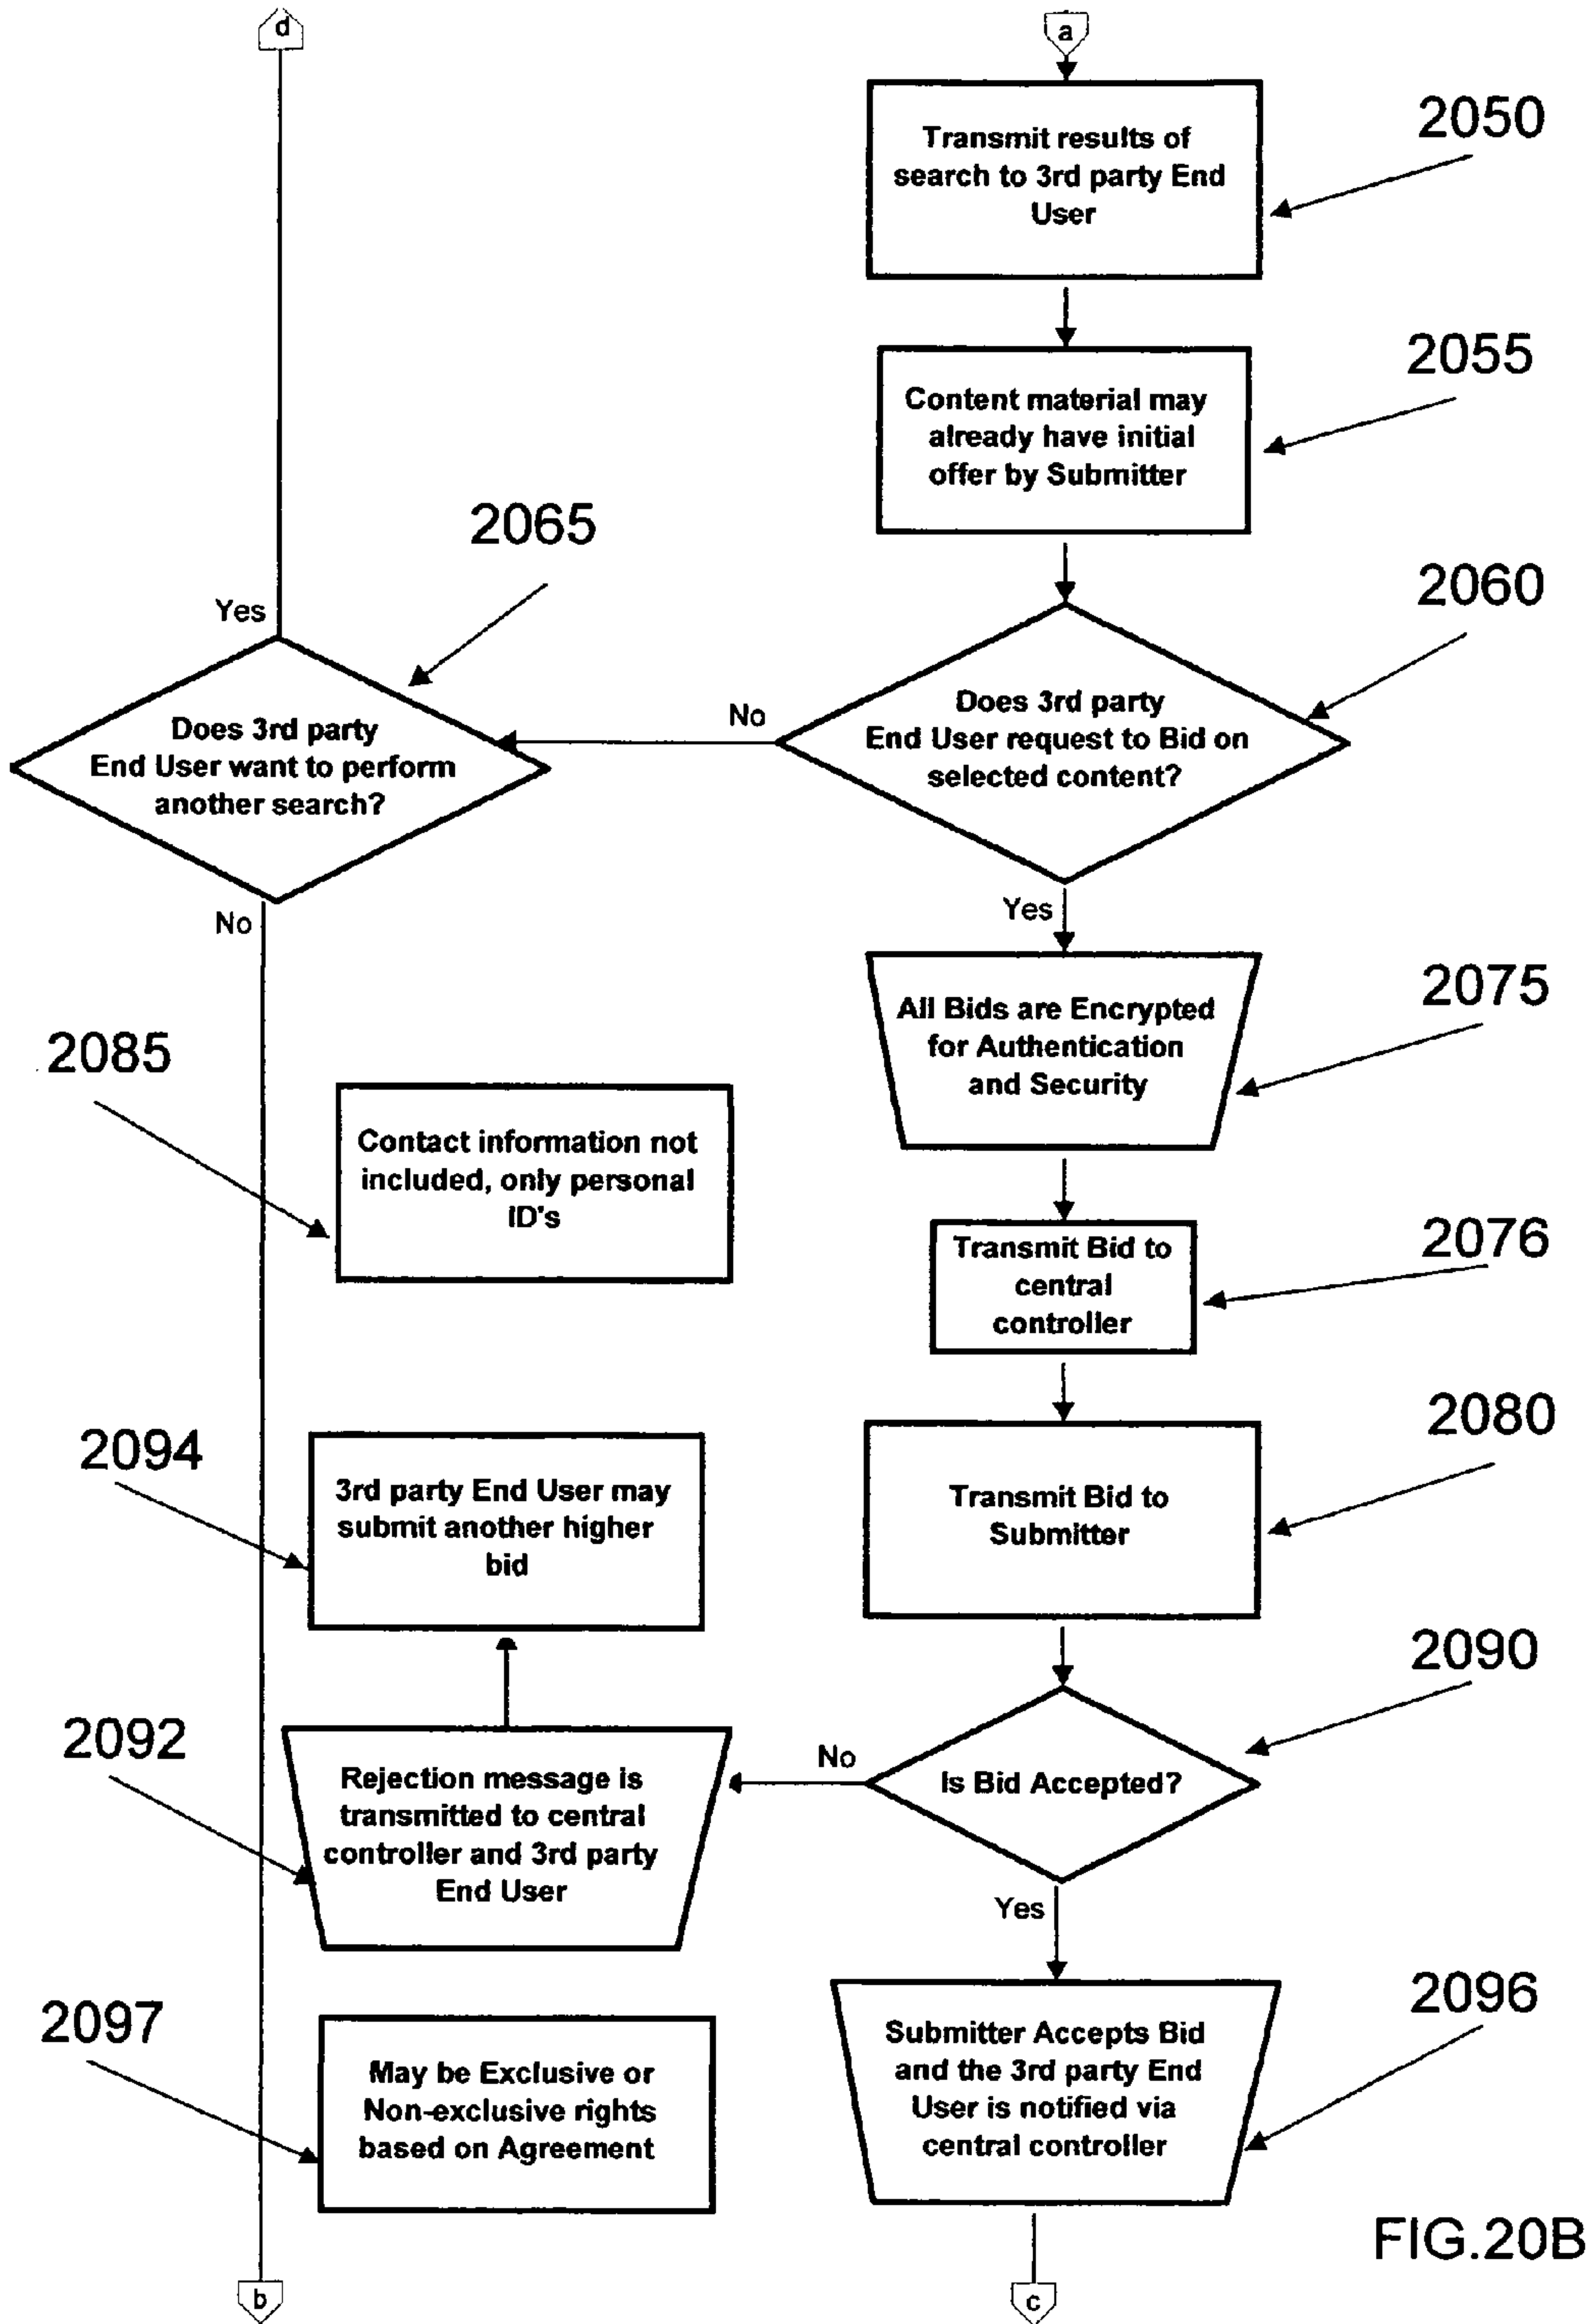 d
a
Transmit results of
search to 3rd party End
User
2050
Content material may
already have initial
offer by Submitter
2055
2065
2060
Yes
Does 3rd party
End User want to perform
another search?
No
No
Does 3rd party
End User request to Bid on
selected content?
Yes
All Bids are Encrypted
for Authentication
and Security
2075
2085
Contact information not
included, only personal
ID's
Transmit Bid to
central
controller
2076
2094
3rd party End User may
submit another higher
bid
Transmit Bid to
Submitter
2080
2090
2092
Rejection message is
transmitted to central
controller and 3rd party
End User
No
Is Bid Accepted?
Yes
2097
May be Exclusive or
Non-exclusive rights
based on Agreement
Submitter Accepts Bid
and the 3rd party End
User is notified via
central controller
2096
b
c
FIG.20B